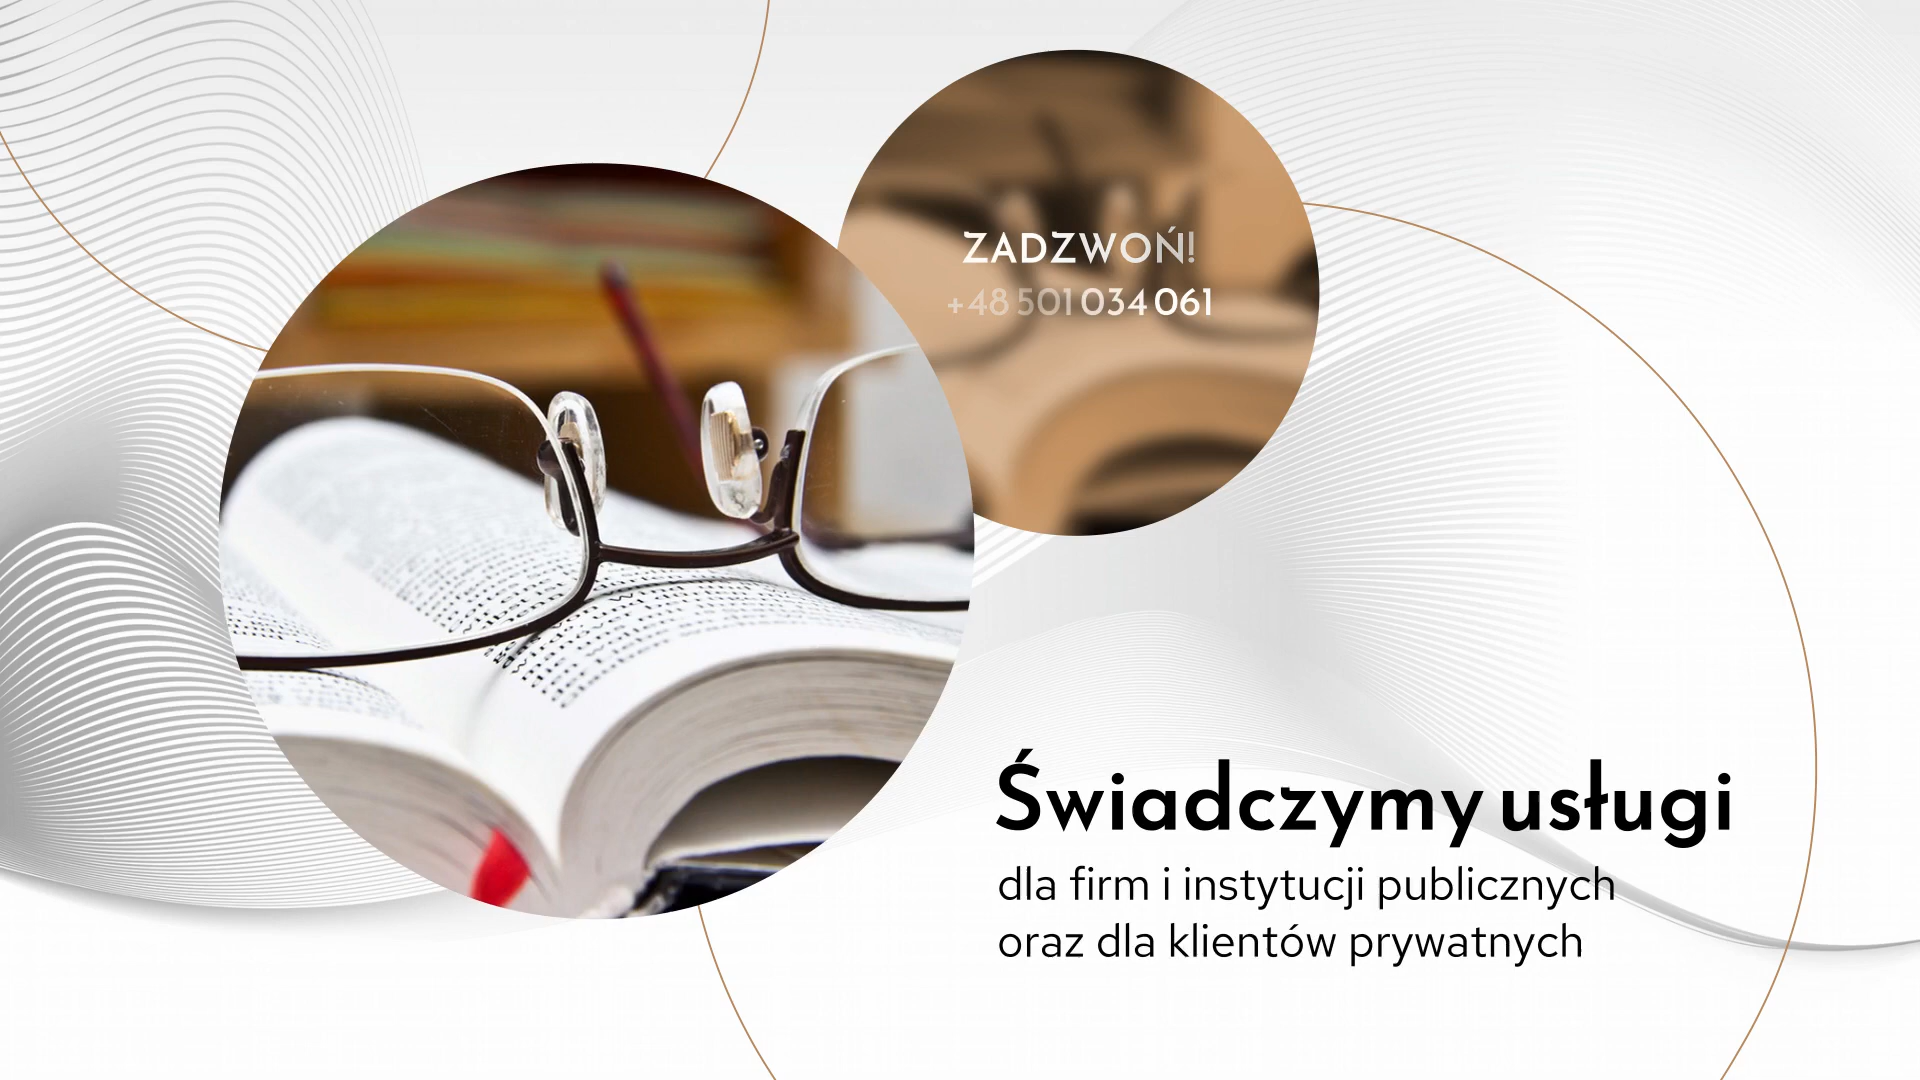 ZADZWOŃ!
+48 501 034 061
Świadczymy usługi
dla firm i instytucji publicznych
oraz dla klientów prywatnych